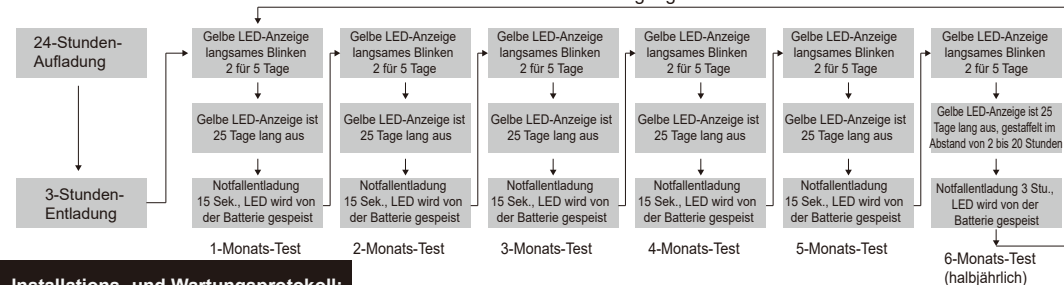 24-Stunden-
Aufladung
3-Stunden-
Entladung
Gelbe LED-Anzeige
langsames Blinken
2 für 5 Tage
Gelbe LED-Anzeige ist
25 Tage lang aus
Notfallentladung
15 Sek., LED wird von
der Batterie gespeist
1-Monats-Test
Gelbe LED-Anzeige
langsames Blinken
2 für 5 Tage
Gelbe LED-Anzeige ist
25 Tage lang aus
Notfallentladung
15 Sek., LED wird von
der Batterie gespeist
2-Monats-Test
Gelbe LED-Anzeige
langsames Blinken
2 für 5 Tage
Gelbe LED-Anzeige ist
25 Tage lang aus
Notfallentladung
15 Sek., LED wird von
der Batterie gespeist
3-Monats-Test
Gelbe LED-Anzeige
langsames Blinken
2 für 5 Tage
Gelbe LED-Anzeige ist
25 Tage lang aus
Notfallentladung
15 Sek., LED wird von
der Batterie gespeist
4-Monats-Test
Gelbe LED-Anzeige
langsames Blinken
2 für 5 Tage
Gelbe LED-Anzeige ist
25 Tage lang aus
Notfallentladung
15 Sek., LED wird von
der Batterie gespeist
5-Monats-Test
Gelbe LED-Anzeige
langsames Blinken
2 für 5 Tage
Gelbe LED-Anzeige ist 25
Tage lang aus, gestaffelt im
Abstand von 2 bis 20 Stunden
Notfallentladung 3 Stu.,
LED wird von der
Batterie gespeist
6-Monats-Test
(halbjährlich)
Installations- und Wartungsprotokoll: